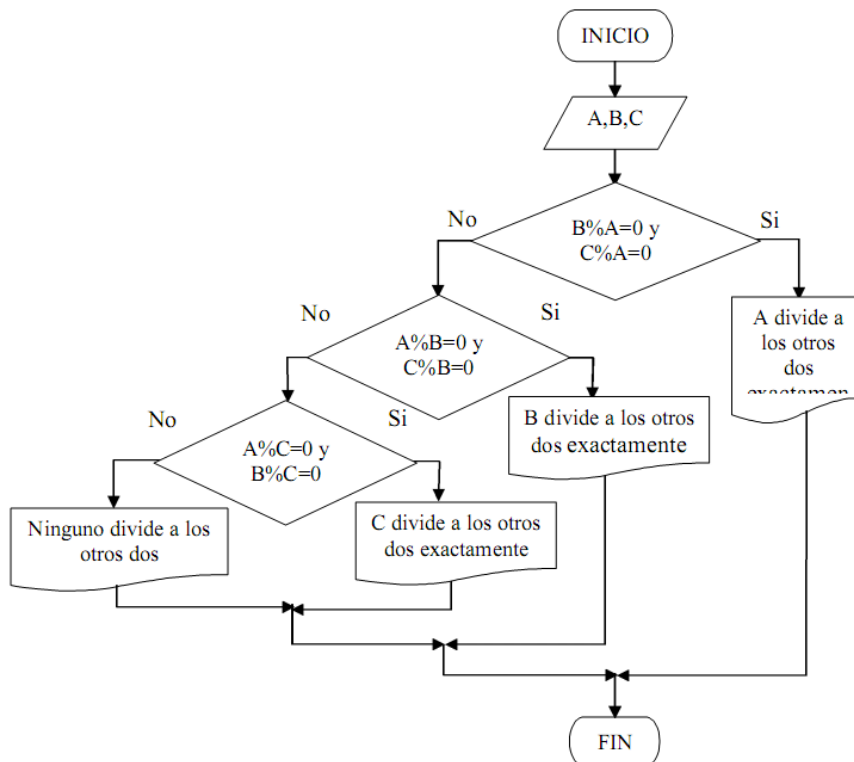 INICIO
A,B,C
No
Si
B%A=0 y
C%A=0
No
Si
A divide a
los otros
dos
A%B=0 y
C%B=0
No
Si
B divide a los otros
dos exactamente
A%C=0 y
B%C=0
Ninguno divide a los
otros dos
C divide a los otros
dos exactamente
FIN